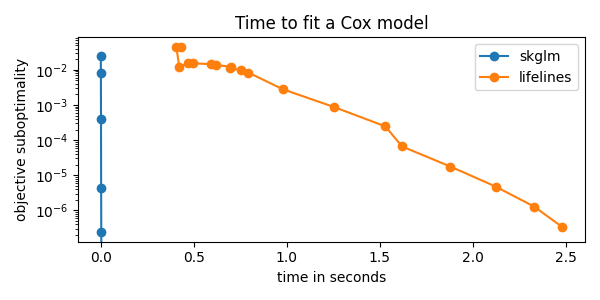 Time to fit a Cox model
objective suboptimality
10⁻²
10⁻³
10⁻⁴
10⁻⁵
10⁻⁶
skglm
lifelines
0.0 0.5 1.0 1.5 2.0 2.5
time in seconds